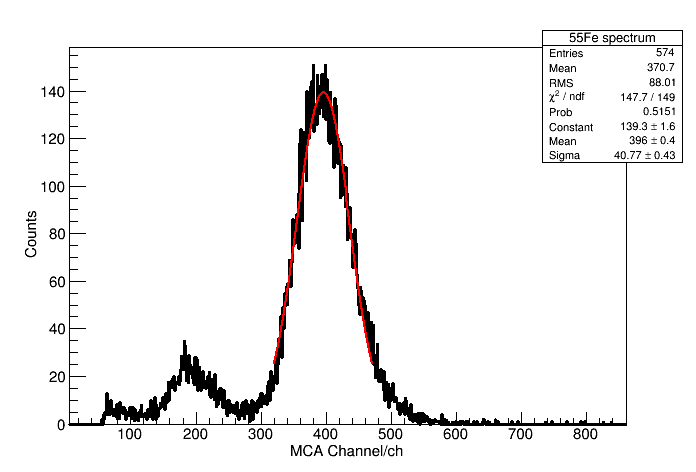 55Fe spectrum
Entries 574
Mean 370.7
RMS 88.01
χ² / ndf 147.7 / 149
Prob 0.5151
Constant 139.3 ± 1.6
Mean 396 ± 0.4
Sigma 40.77 ± 0.43
140
120
100
80
60
40
20
0
Counts
100 200 300 400 500 600 700 800
MCA Channel/ch